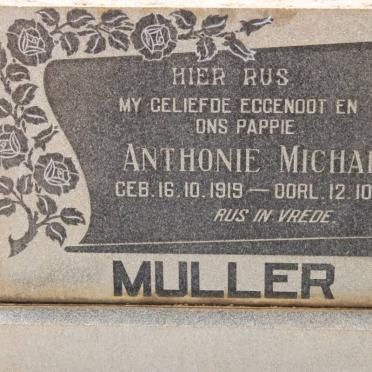 HIER RUS
MY GELIEFDE EGGENOOT EN
ONS PAPPIE
ANTHONIE MICHA
GEB. 16.10.1919 — OORL. 12.10
RUS IN VREDE.
MULLER